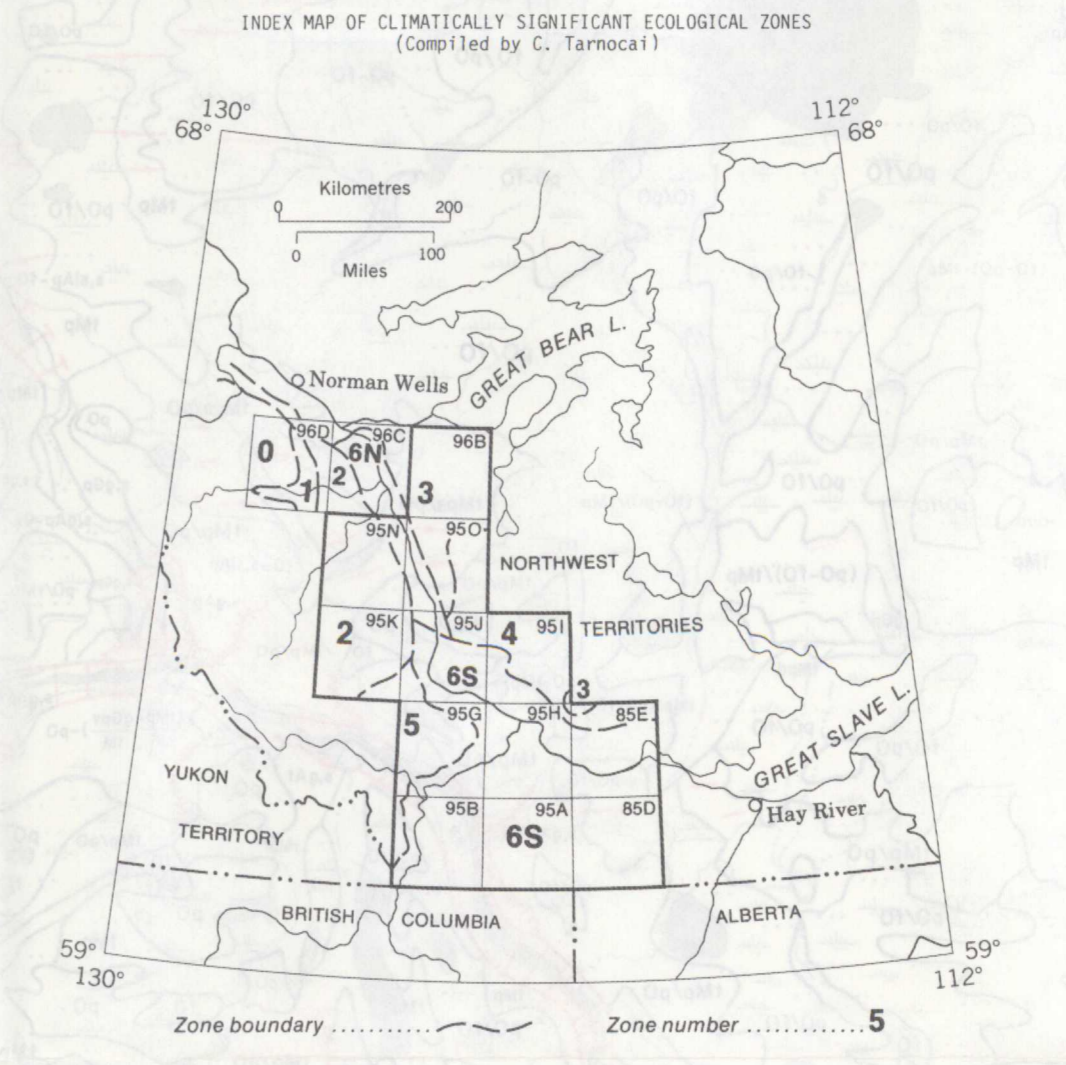 INDEX MAP OF CLIMATICALLY SIGNIFICANT ECOLOGICAL ZONES
(Compiled by C. Tarnocai)
130°
112°
68°
68°
Kilometres
0 200
0 100
Miles
GREAT BEAR L.
Norman Wells
96D
96C
96B
0
6N
1
2
3
95N
95O
NORTHWEST
95K
95J
95I
TERRITORIES
2
4
6S
3
95G
95H
85E
5
GREAT SLAVE L.
YUKON
TERRITORY
95B
95A
85D
Hay River
6S
BRITISH
COLUMBIA
ALBERTA
59°
59°
130°
112°
Zone boundary ............
Zone number ............5